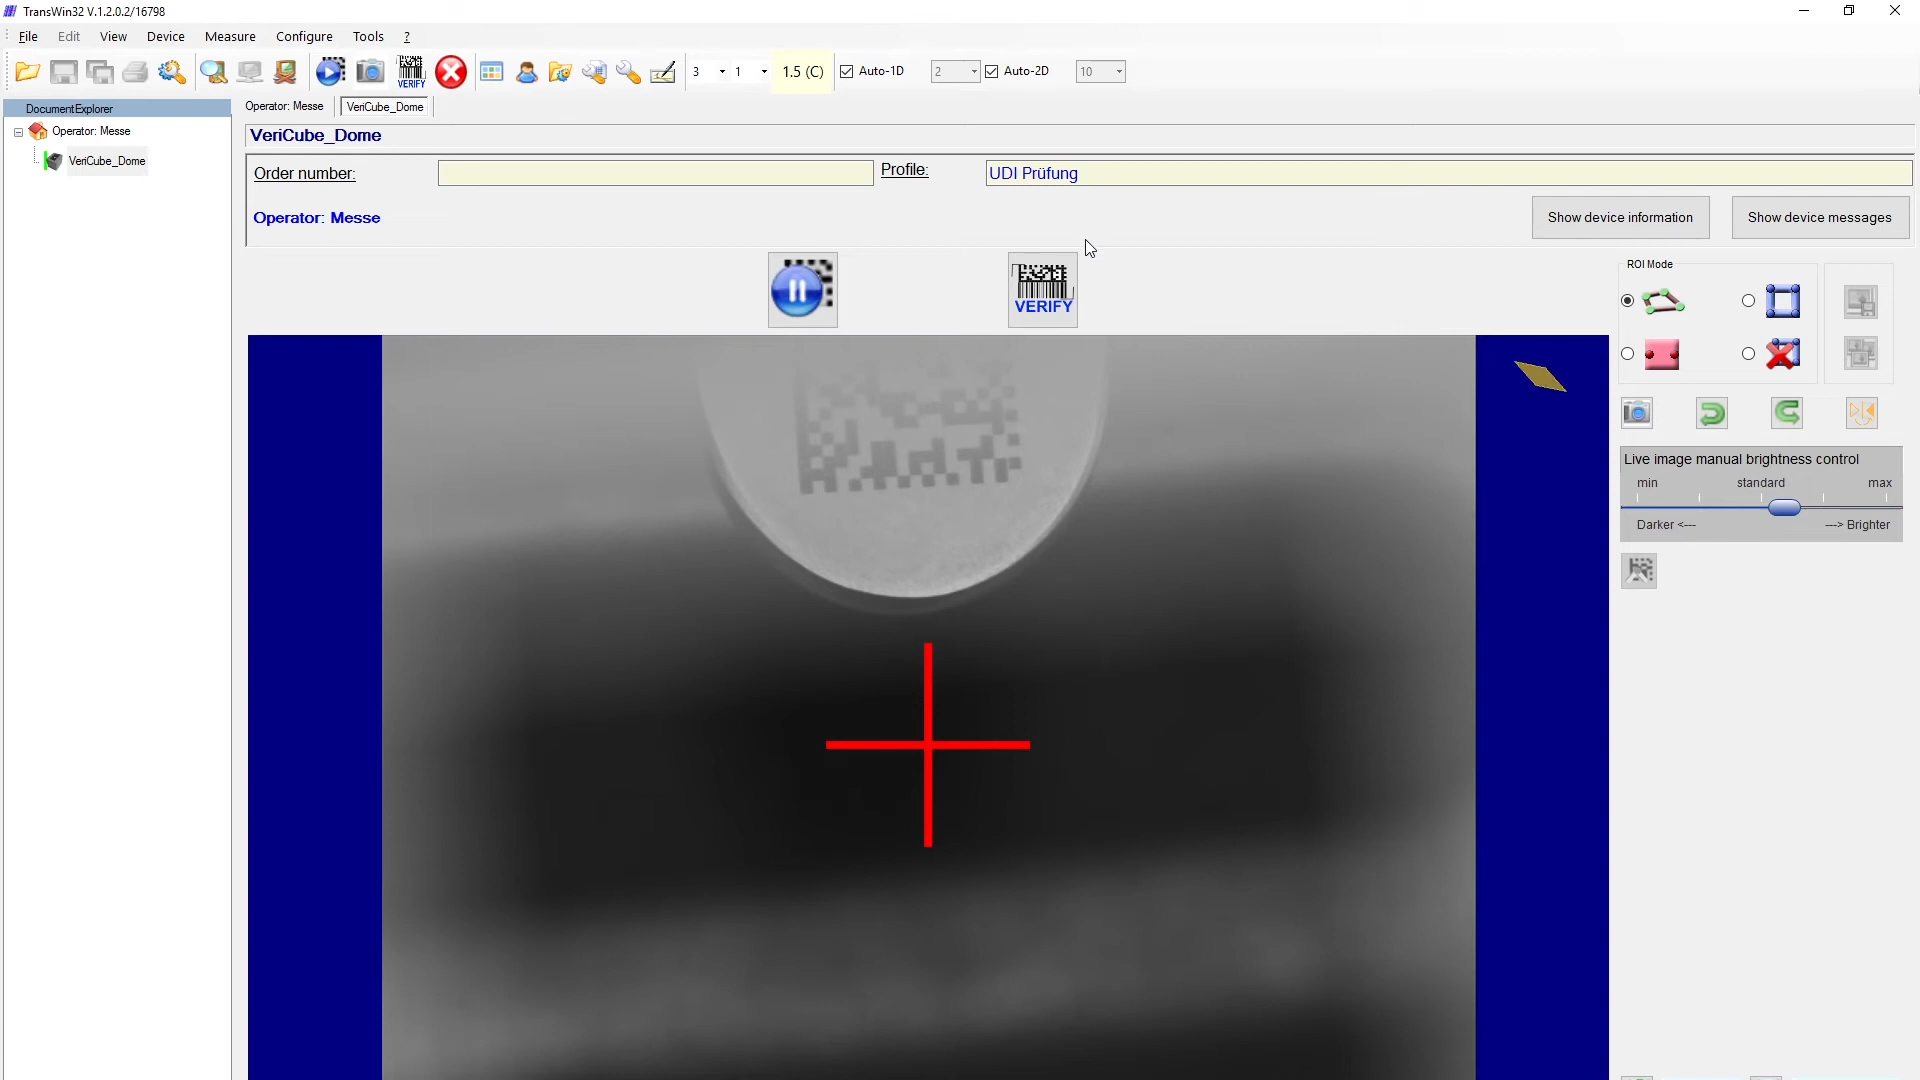 TransWin32 V.1.2.0.2/16798
File Edit View Device Measure Configure Tools ?
VERIFY 3 1 1.5 (C) Auto-1D 2 Auto-2D 10
DocumentExplorer
Operator: Messe
VeriCube_Dome
Operator: Messe VeriCube_Dome
VeriCube_Dome
Order number: Profile: UDI Prüfung
Operator: Messe Show device information Show device messages
VERIFY
ROI Mode
Live image manual brightness control
min standard max
Darker <--- ---> Brighter